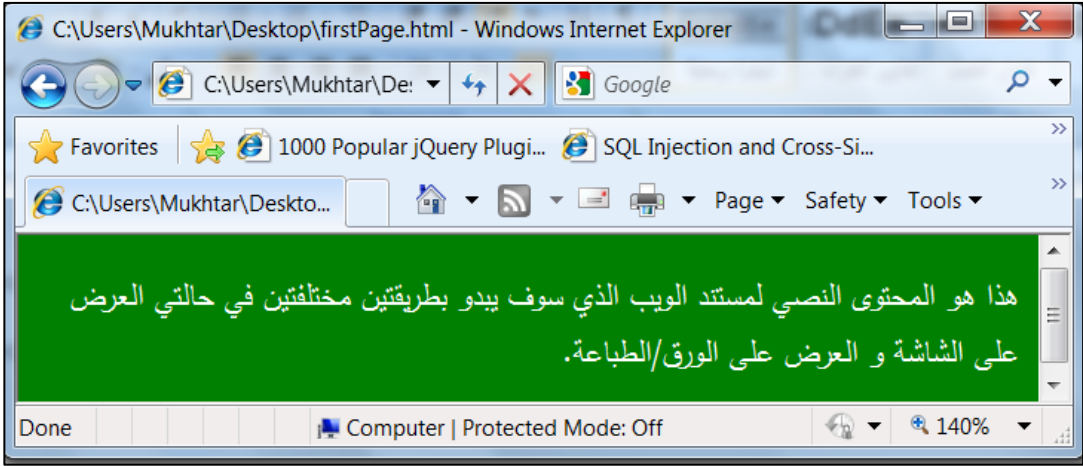 C:\Users\Mukhtar\Desktop\firstPage.html - Windows Internet Explorer
C:\Users\Mukhtar\De: Google
Favorites 1000 Popular jQuery Plugi... SQL Injection and Cross-Si...
C:\Users\Mukhtar\Deskto... Page Safety Tools
هذا هو المحتوى النصي لمستند الويب الذي سوف يبدو بطريقتين مختلفتين في حالتي العرض
على الشاشة و العرض على الورق/الطباعة.
Done Computer | Protected Mode: Off 140%